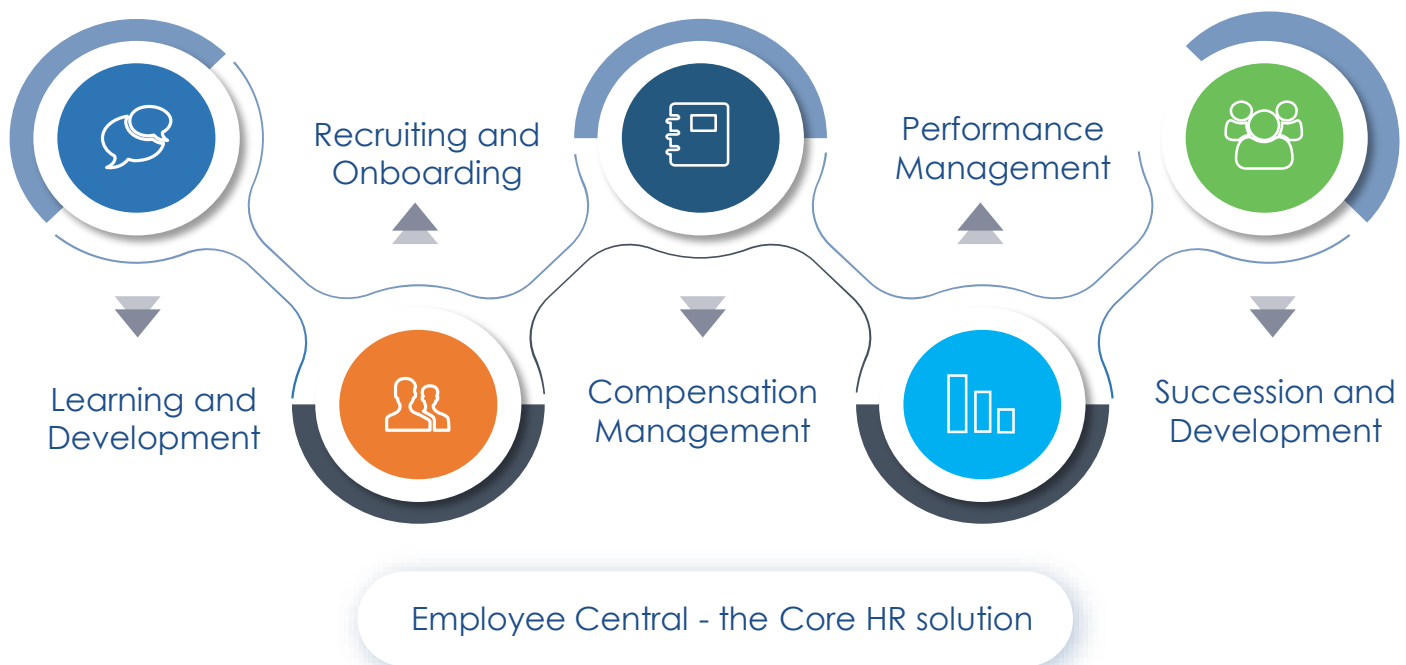 Recruiting and
Onboarding
Performance
Management
Learning and
Development
Compensation
Management
Succession and
Development
Employee Central - the Core HR solution